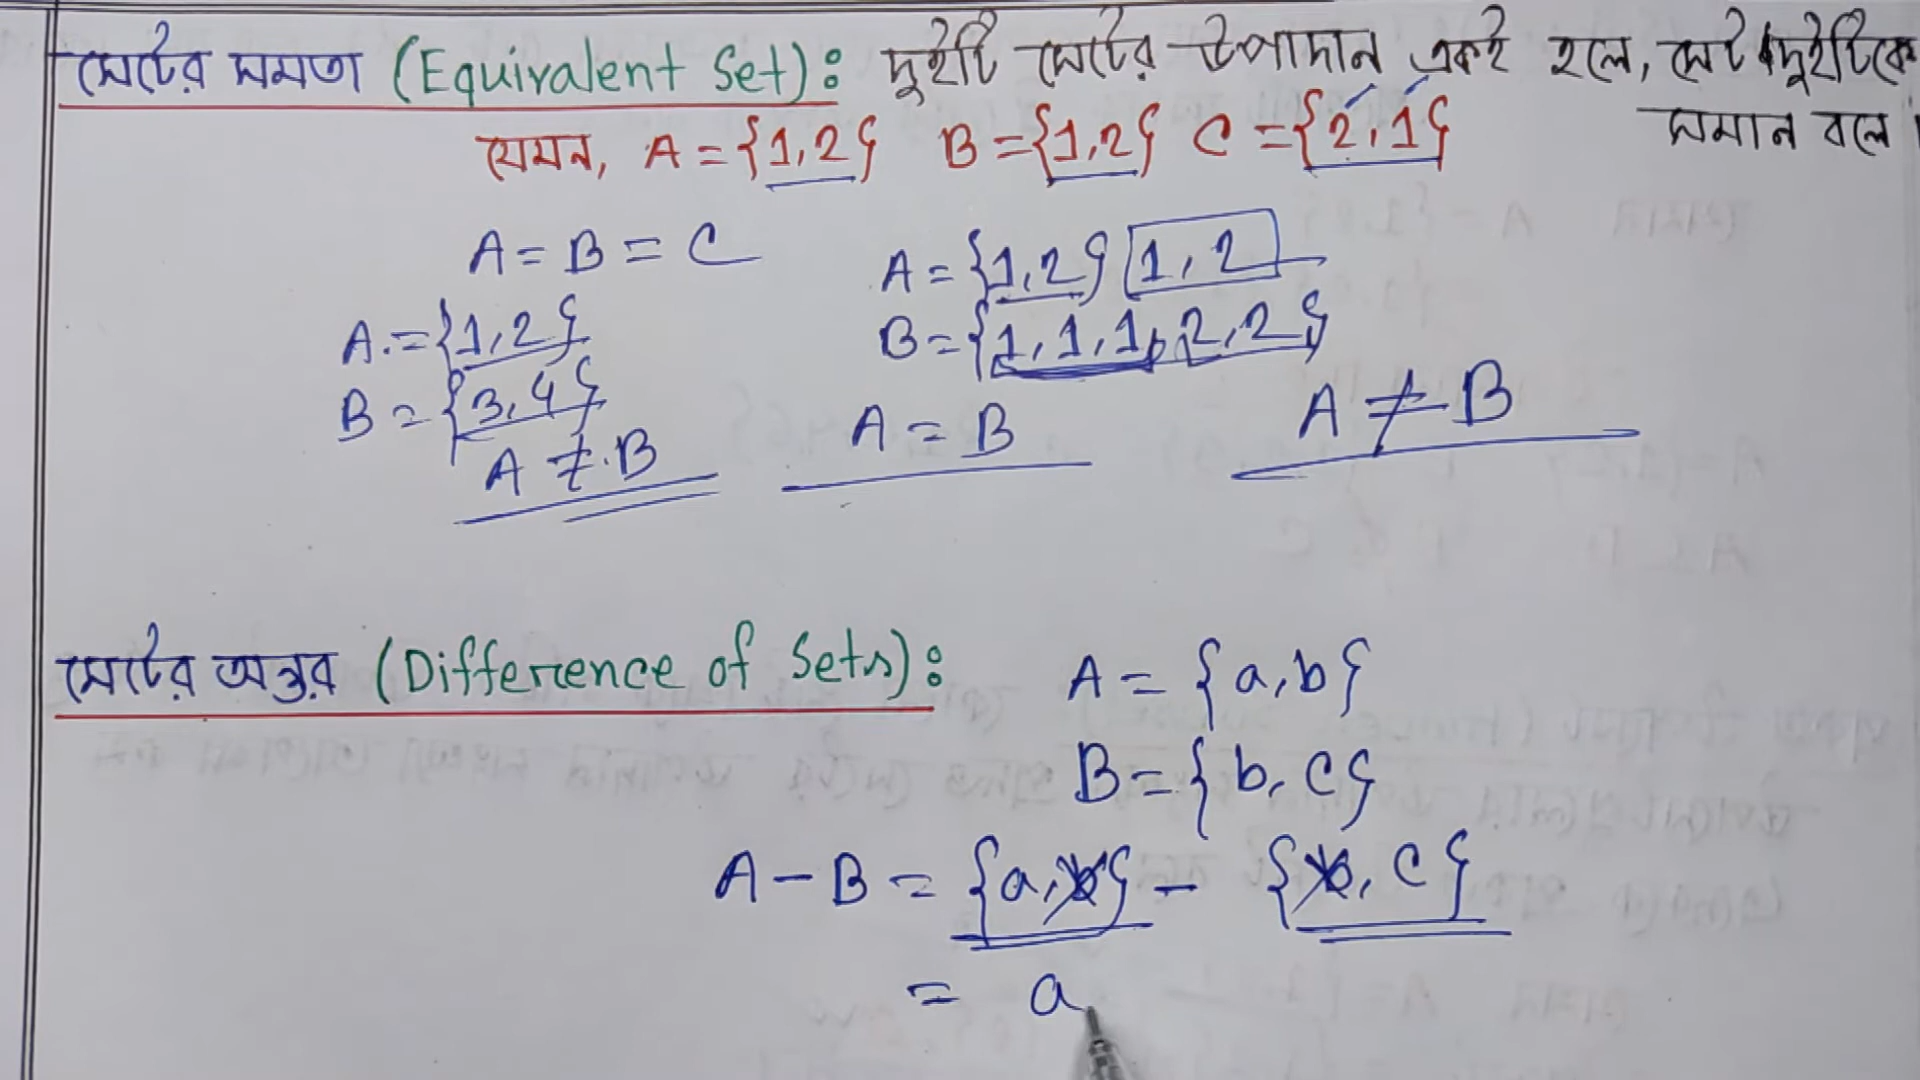 সেটের সমতা (Equivalent Set): দুইটি সেটের উপাদান একই হলে, সেট দুইটিকে
সমান বলে।
যেমন, A = {1,2} B = {1,2} C = {2,1}
A = B = C
A = {1,2}
B = {3,4}
A ≠ B
A = {1,2} 1, 2
B = {1,1,1,2,2}
A = B
A ≠ B
সেটের অন্তর (Difference of Sets):
A = {a,b}
B = {b,c}
A - B = {a,b} - {b,c}
= a